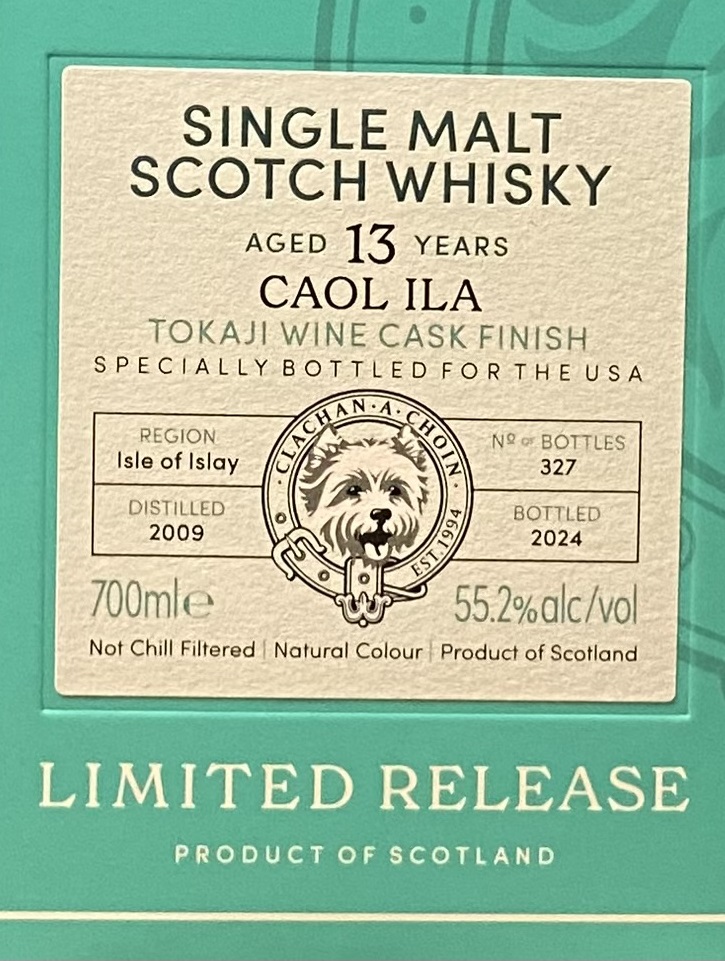 SINGLE MALT
SCOTCH WHISKY
AGED 13 YEARS
CAOL ILA
TOKAJI WINE CASK FINISH
SPECIALLY BOTTLED FOR THE USA
CLACHAN·A·CHOIN
EST. 1994
REGION
Isle of Islay
Nº OF BOTTLES
327
DISTILLED
2009
BOTTLED
2024
700ml℮ 55.2%alc/vol
Not Chill Filtered | Natural Colour | Product of Scotland
LIMITED RELEASE
PRODUCT OF SCOTLAND